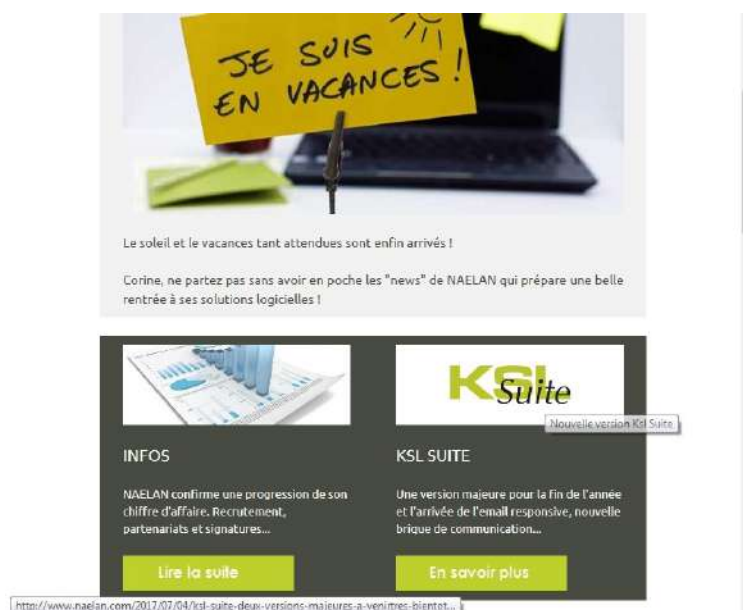 JE SUIS
EN VACANCES !
Le soleil et le vacances tant attendues sont enfin arrivés !
Corine, ne partez pas sans avoir en poche les "news" de NAELAN qui prépare une belle
rentrée à ses solutions logicielles !
KSL
Suite
Nouvelle version Ksl Suite
INFOS
NAELAN confirme une progression de son
chiffre d'affaire. Recrutement,
partenariats et signatures...
Lire la suite
KSL SUITE
Une version majeure pour la fin de l'année
et l'arrivée de l'email responsive, nouvelle
brique de communication...
En savoir plus
http://www.naelan.com/2017/07/04/ksl-suite-deux-versions-majeures-a-venirtres-bientot...